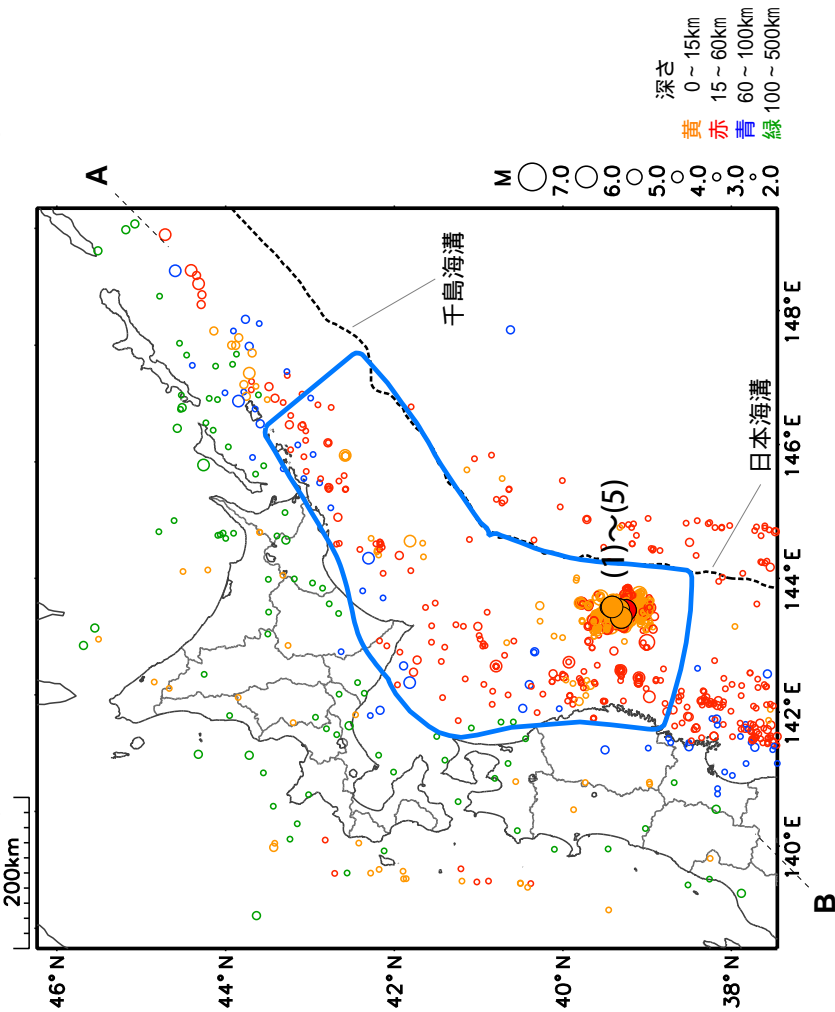 A
千島海溝
日本海溝
(1)～(5)
B
200km
46° N
44° N
42° N
40° N
38° N
140° E
142° E
144° E
146° E
148° E
M
7.0
6.0
5.0
4.0
3.0
2.0
深さ
黄 0 ~ 15km
赤 15 ~ 60km
青 60 ~ 100km
緑 100 ~ 500km